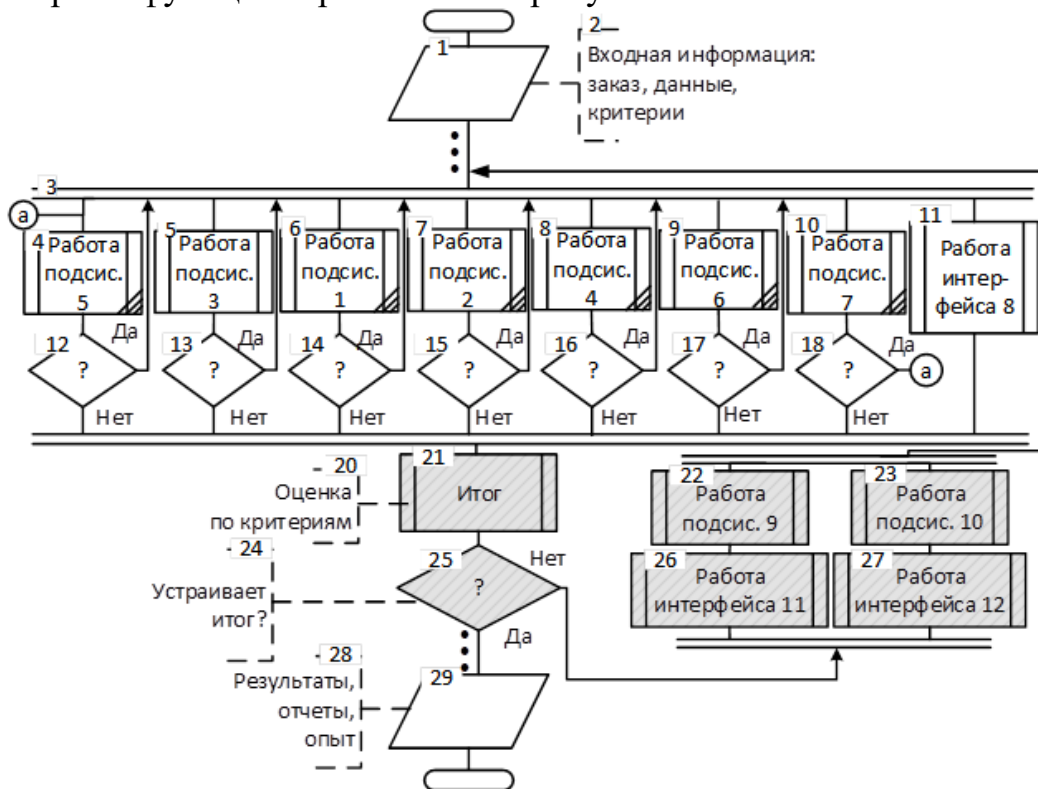 1
2
Входная информация:
заказ, данные,
критерии
3
а
4
Работа
подсис.
5
5
Работа
подсис.
3
6
Работа
подсис.
1
7
Работа
подсис.
2
8
Работа
подсис.
4
9
Работа
подсис.
6
10
Работа
подсис.
7
11
Работа
интер-
фейса 8
12
?
Да
Нет
13
?
Да
Нет
14
?
Да
Нет
15
?
Да
Нет
16
?
Да
Нет
17
?
Да
Нет
18
?
Да
Нет
а
20
Оценка
по критериям
21
Итог
22
Работа
подсис. 9
23
Работа
подсис. 10
24
Устраивает
итог?
25
?
Нет
Да
26
Работа
интерфейса 11
27
Работа
интерфейса 12
28
Результаты,
отчеты,
опыт
29